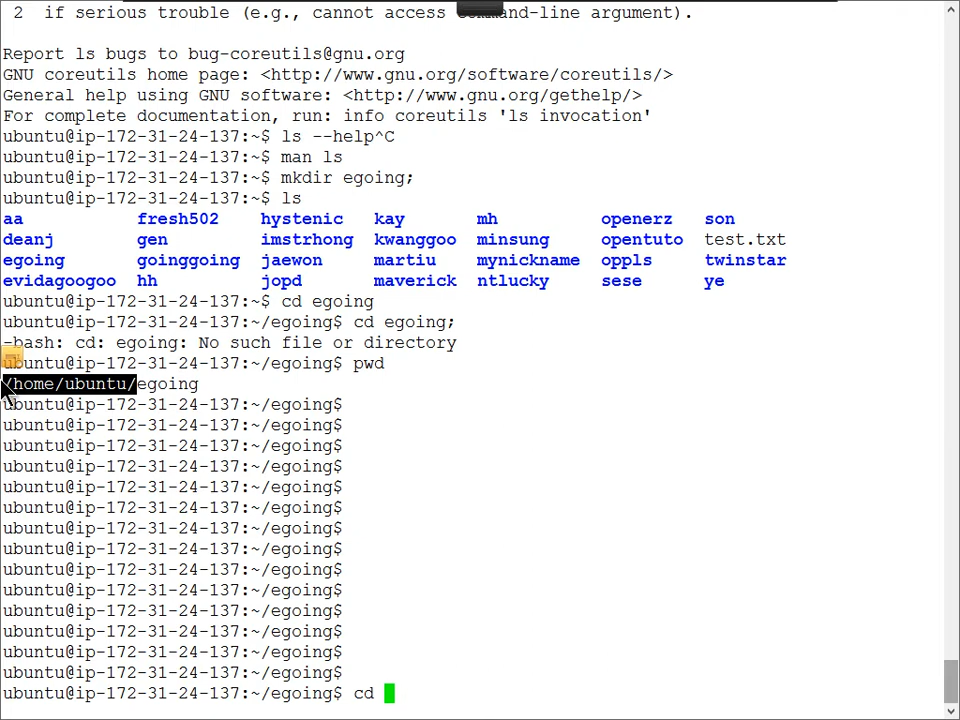 2  if serious trouble (e.g., cannot access command-line argument).
Report ls bugs to bug-coreutils@gnu.org
GNU coreutils home page: <http://www.gnu.org/software/coreutils/>
General help using GNU software: <http://www.gnu.org/gethelp/>
For complete documentation, run: info coreutils 'ls invocation'
ubuntu@ip-172-31-24-137:~$ ls --help^C
ubuntu@ip-172-31-24-137:~$ man ls
ubuntu@ip-172-31-24-137:~$ mkdir egoing;
ubuntu@ip-172-31-24-137:~$ ls
aa fresh502 hystenic kay mh openerz son
deanj gen imstrhong kwanggoo minsung opentuto test.txt
egoing goinggoing jaewon martiu mynickname oppls twinstar
evidagoogoo hh jopd maverick ntlucky sese ye
ubuntu@ip-172-31-24-137:~$ cd egoing
ubuntu@ip-172-31-24-137:~/egoing$ cd egoing;
-bash: cd: egoing: No such file or directory
ubuntu@ip-172-31-24-137:~/egoing$ pwd
/home/ubuntu/egoing
ubuntu@ip-172-31-24-137:~/egoing$
ubuntu@ip-172-31-24-137:~/egoing$
ubuntu@ip-172-31-24-137:~/egoing$
ubuntu@ip-172-31-24-137:~/egoing$
ubuntu@ip-172-31-24-137:~/egoing$
ubuntu@ip-172-31-24-137:~/egoing$
ubuntu@ip-172-31-24-137:~/egoing$
ubuntu@ip-172-31-24-137:~/egoing$
ubuntu@ip-172-31-24-137:~/egoing$
ubuntu@ip-172-31-24-137:~/egoing$
ubuntu@ip-172-31-24-137:~/egoing$
ubuntu@ip-172-31-24-137:~/egoing$
ubuntu@ip-172-31-24-137:~/egoing$
ubuntu@ip-172-31-24-137:~/egoing$
ubuntu@ip-172-31-24-137:~/egoing$ cd